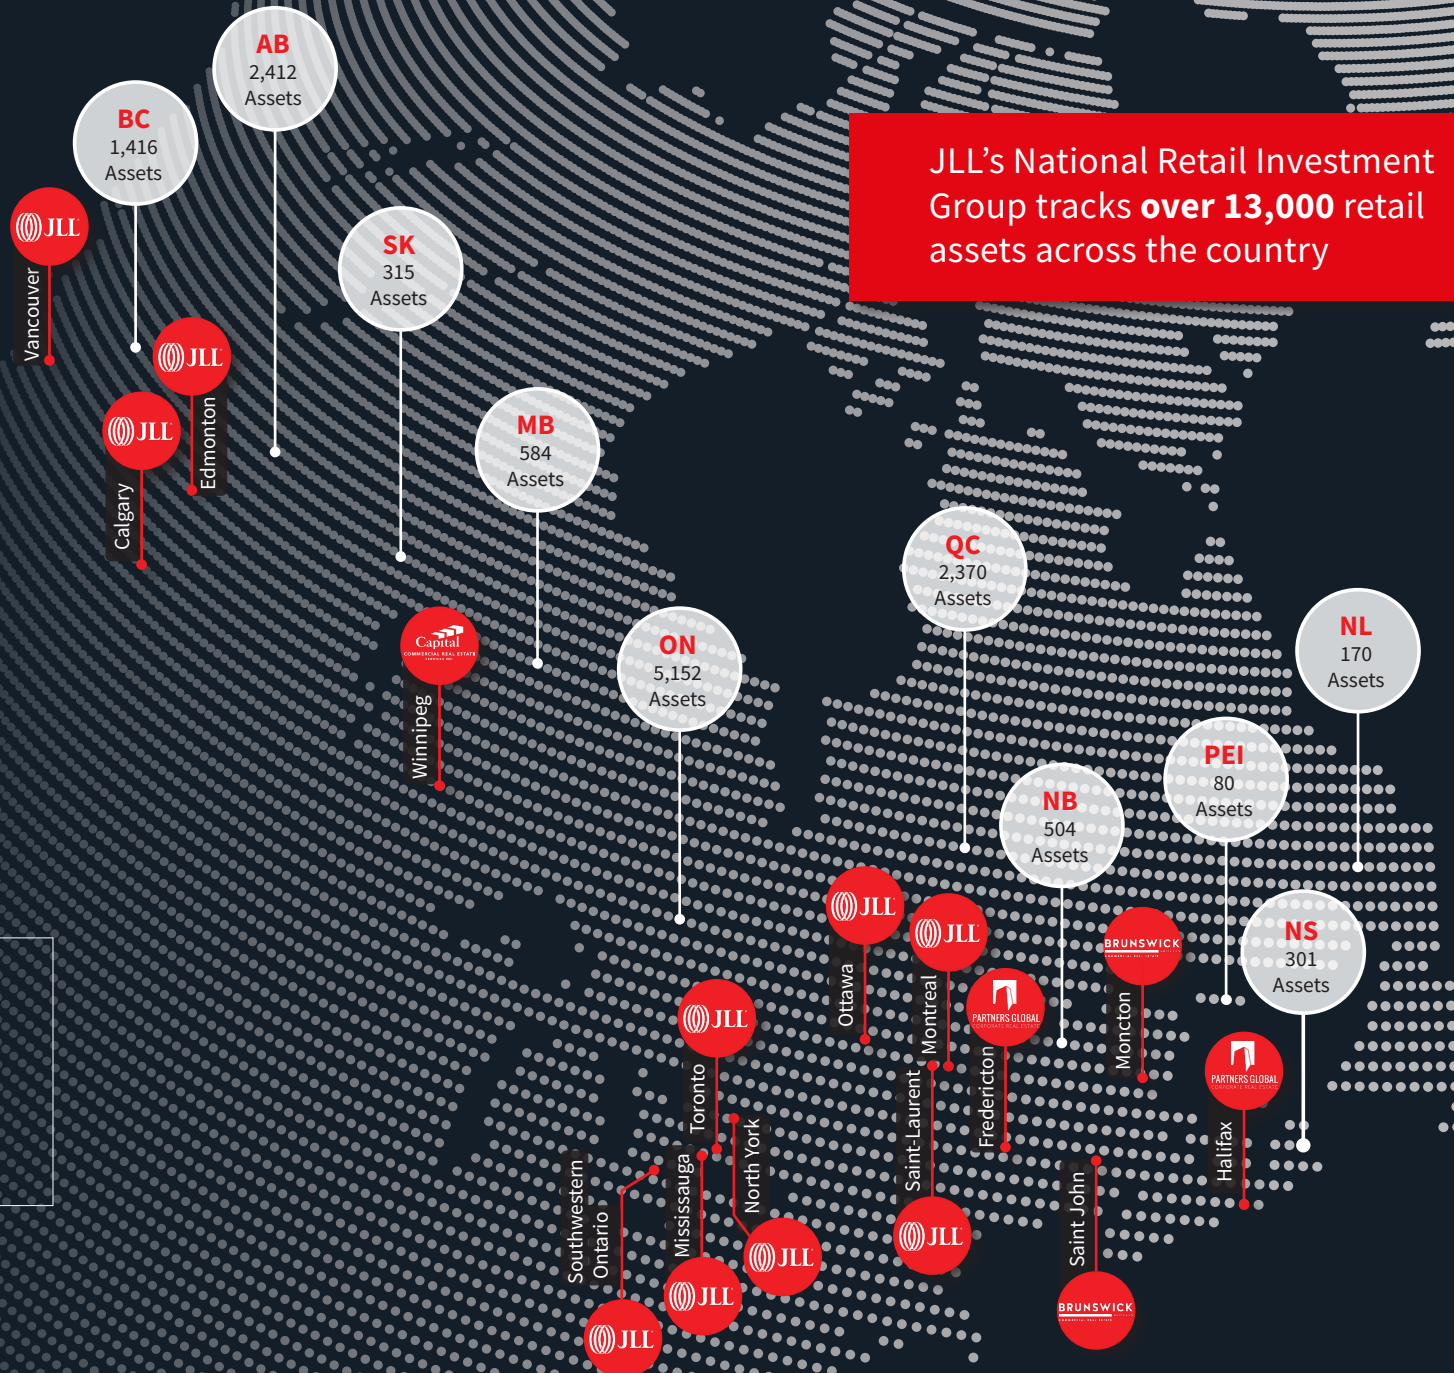 AB
2,412
Assets
BC
1,416
Assets
JLL's National Retail Investment
Group tracks over 13,000 retail
assets across the country
JLL
Vancouver
SK
315
Assets
JLL
Edmonton
JLL
Calgary
MB
584
Assets
QC
2,370
Assets
NL
170
Assets
Capital
COMMERCIAL REAL ESTATE
SERVICES INC.
Winnipeg
ON
5,152
Assets
PEI
80
Assets
NB
504
Assets
JLL
Ottawa
JLL
Montreal
BRUNSWICK
Moncton
NS
301
Assets
PARTNERS GLOBAL
CORPORATE REAL ESTATE
Fredericton
JLL
Toronto
PARTNERS GLOBAL
CORPORATE REAL ESTATE
Halifax
Southwestern
Ontario
JLL
Mississauga
JLL
North York
JLL
Saint-Laurent
JLL
Saint John
BRUNSWICK